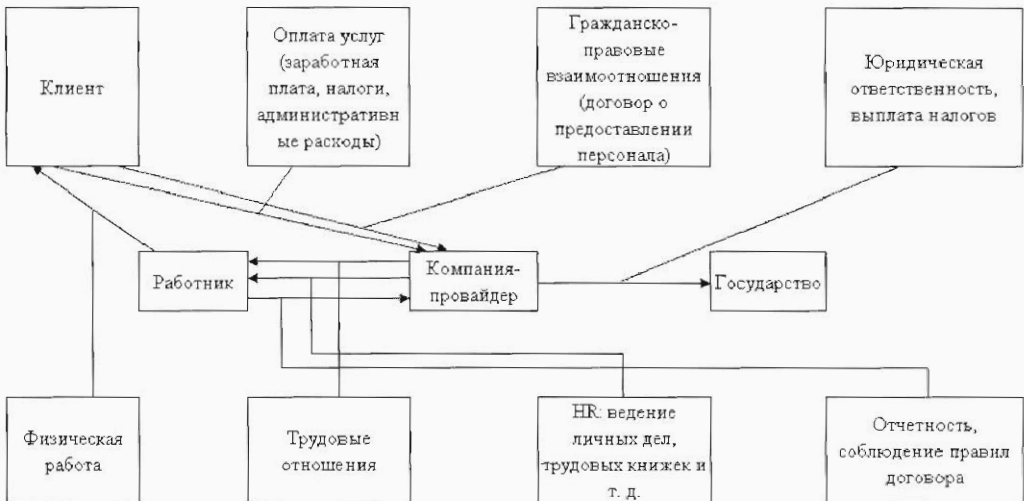 Клиент
Оплата услуг
(заработная
плата, налоги,
административн
ые расходы)
Гражданско-
правовые
взаимоотношения
(договор о
предоставлении
персонала)
Юридическая
ответственность,
выплата налогов
Работник
Компания-
провайдер
Государство
Физическая
работа
Трудовые
отношения
HR: ведение
личных дел,
трудовых книжек и
т. д.
Отчетность,
соблюдение правил
договора